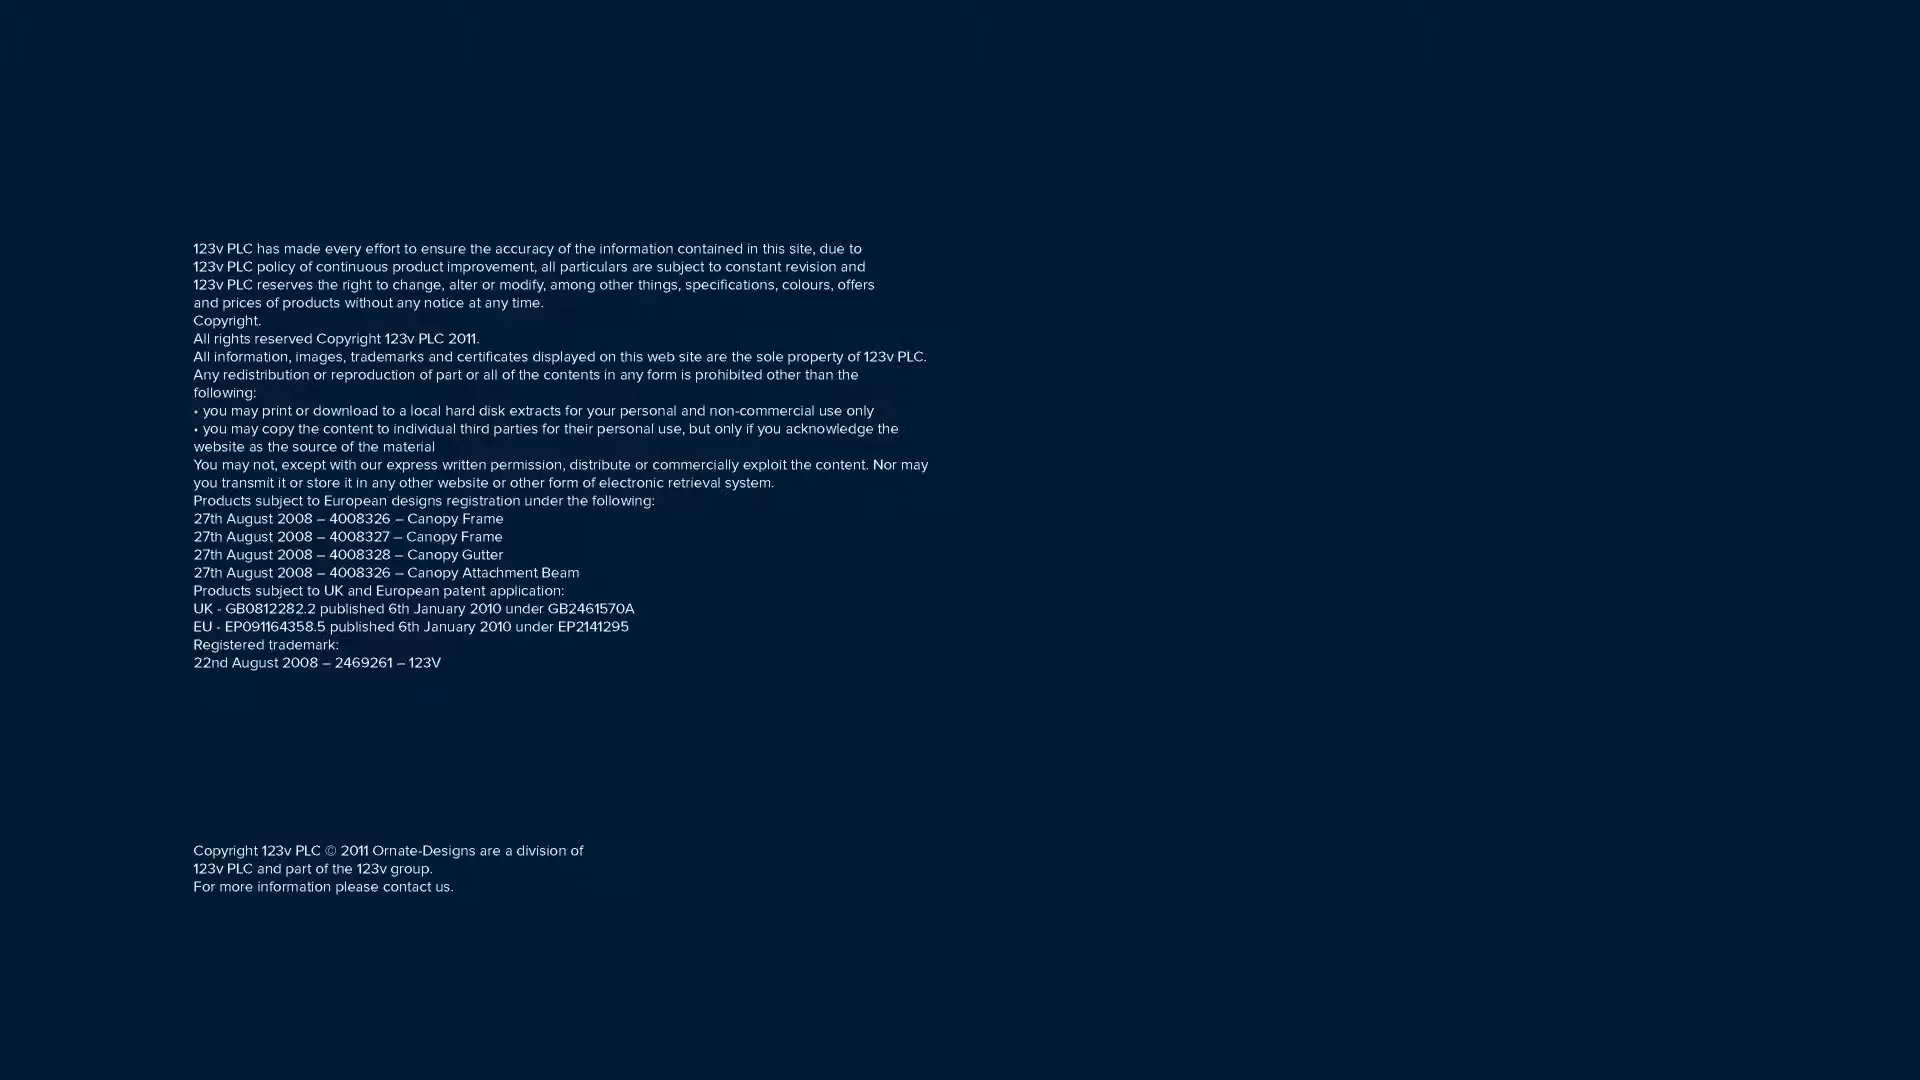 123v PLC has made every effort to ensure the accuracy of the information contained in this site, due to
123v PLC policy of continuous product improvement, all particulars are subject to constant revision and
123v PLC reserves the right to change, alter or modify, among other things, specifications, colours, offers
and prices of products without any notice at any time.
Copyright.
All rights reserved Copyright 123v PLC 2011.
All information, images, trademarks and certificates displayed on this web site are the sole property of 123v PLC.
Any redistribution or reproduction of part or all of the contents in any form is prohibited other than the
following:
• you may print or download to a local hard disk extracts for your personal and non-commercial use only
• you may copy the content to individual third parties for their personal use, but only if you acknowledge the
website as the source of the material
You may not, except with our express written permission, distribute or commercially exploit the content. Nor may
you transmit it or store it in any other website or other form of electronic retrieval system.
Products subject to European designs registration under the following:
27th August 2008 – 4008326 – Canopy Frame
27th August 2008 – 4008327 – Canopy Frame
27th August 2008 – 4008328 – Canopy Gutter
27th August 2008 – 4008326 – Canopy Attachment Beam
Products subject to UK and European patent application:
UK - GB0812282.2 published 6th January 2010 under GB2461570A
EU - EP091164358.5 published 6th January 2010 under EP2141295
Registered trademark:
22nd August 2008 – 2469261 – 123V
Copyright 123v PLC © 2011 Ornate-Designs are a division of
123v PLC and part of the 123v group.
For more information please contact us.